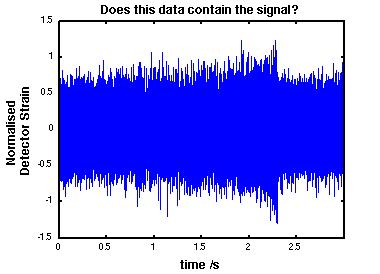 Does this data contain the signal?
1.5
1
0.5
0
-0.5
-1
-1.5
Normalised
Detector Strain
0 0.5 1 1.5 2 2.5
time /s